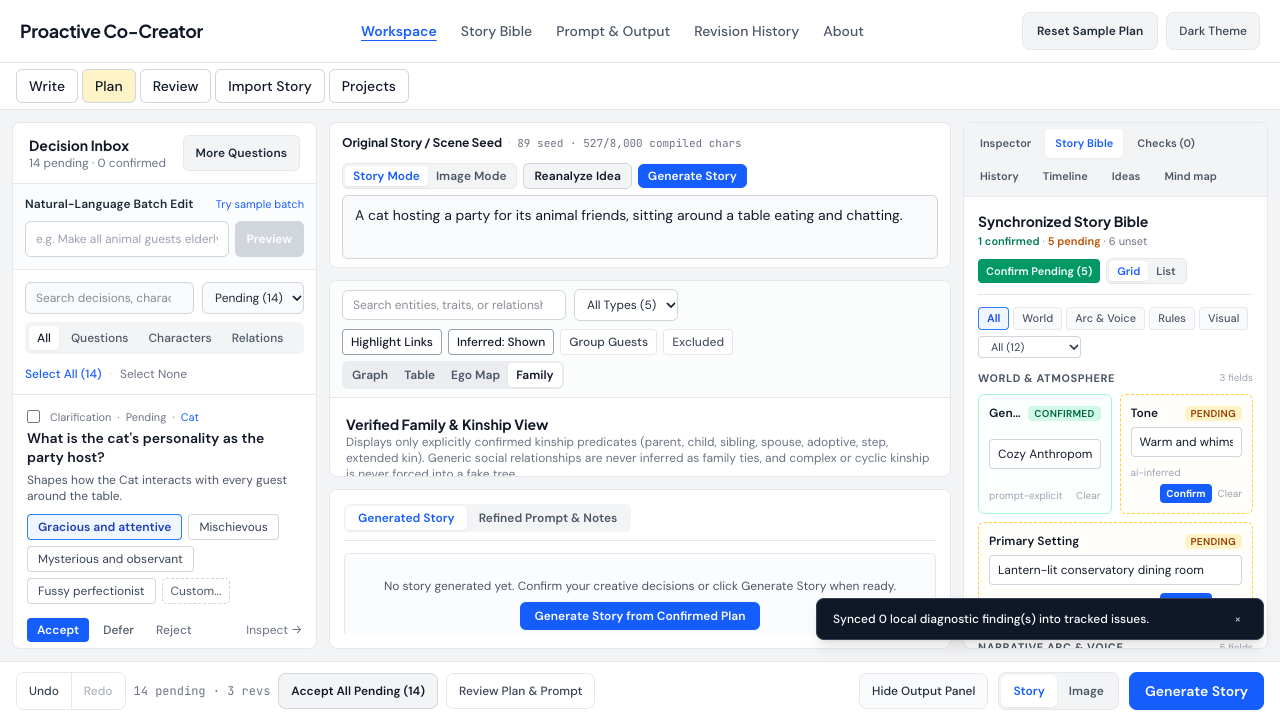 Proactive Co-Creator
Workspace
Story Bible
Prompt & Output
Revision History
About
Reset Sample Plan
Dark Theme
Write
Plan
Review
Import Story
Projects
Decision Inbox
14 pending · 0 confirmed
More Questions
Natural-Language Batch Edit
Try sample batch
e.g. Make all animal guests elderly
Preview
Search decisions, charac
Pending (14)
All
Questions
Characters
Relations
Select All (14) · Select None
Clarification · Pending · Cat
What is the cat's personality as the
party host?
Shapes how the Cat interacts with every guest
around the table.
Gracious and attentive
Mischievous
Mysterious and observant
Fussy perfectionist
Custom...
Accept
Defer
Reject
Inspect →
Original Story / Scene Seed · 89 seed · 527/8,000 compiled chars
Story Mode
Image Mode
Reanalyze Idea
Generate Story
A cat hosting a party for its animal friends, sitting around a table eating and chatting.
Search entities, traits, or relationsh
All Types (5)
Highlight Links
Inferred: Shown
Group Guests
Excluded
Graph
Table
Ego Map
Family
Verified Family & Kinship View
Displays only explicitly confirmed kinship predicates (parent, child, sibling, spouse, adoptive, step,
extended kin). Generic social relationships are never inferred as family ties, and complex or cyclic kinship
is never forced into a fake tree.
Generated Story
Refined Prompt & Notes
No story generated yet. Confirm your creative decisions or click Generate Story when ready.
Generate Story from Confirmed Plan
Inspector
Story Bible
Checks (0)
History
Timeline
Ideas
Mind map
Synchronized Story Bible
1 confirmed · 5 pending · 6 unset
Confirm Pending (5)
Grid
List
All
World
Arc & Voice
Rules
Visual
All (12)
WORLD & ATMOSPHERE
3 fields
Gen...
CONFIRMED
Cozy Anthropom
prompt-explicit
Clear
Tone
PENDING
Warm and whims
ai-inferred
Confirm
Clear
Primary Setting
PENDING
Lantern-lit conservatory dining room
Synced 0 local diagnostic finding(s) into tracked issues.
×
NARRATIVE ARC & VOICE
5 fields
Undo
Redo
14 pending · 3 revs
Accept All Pending (14)
Review Plan & Prompt
Hide Output Panel
Story
Image
Generate Story